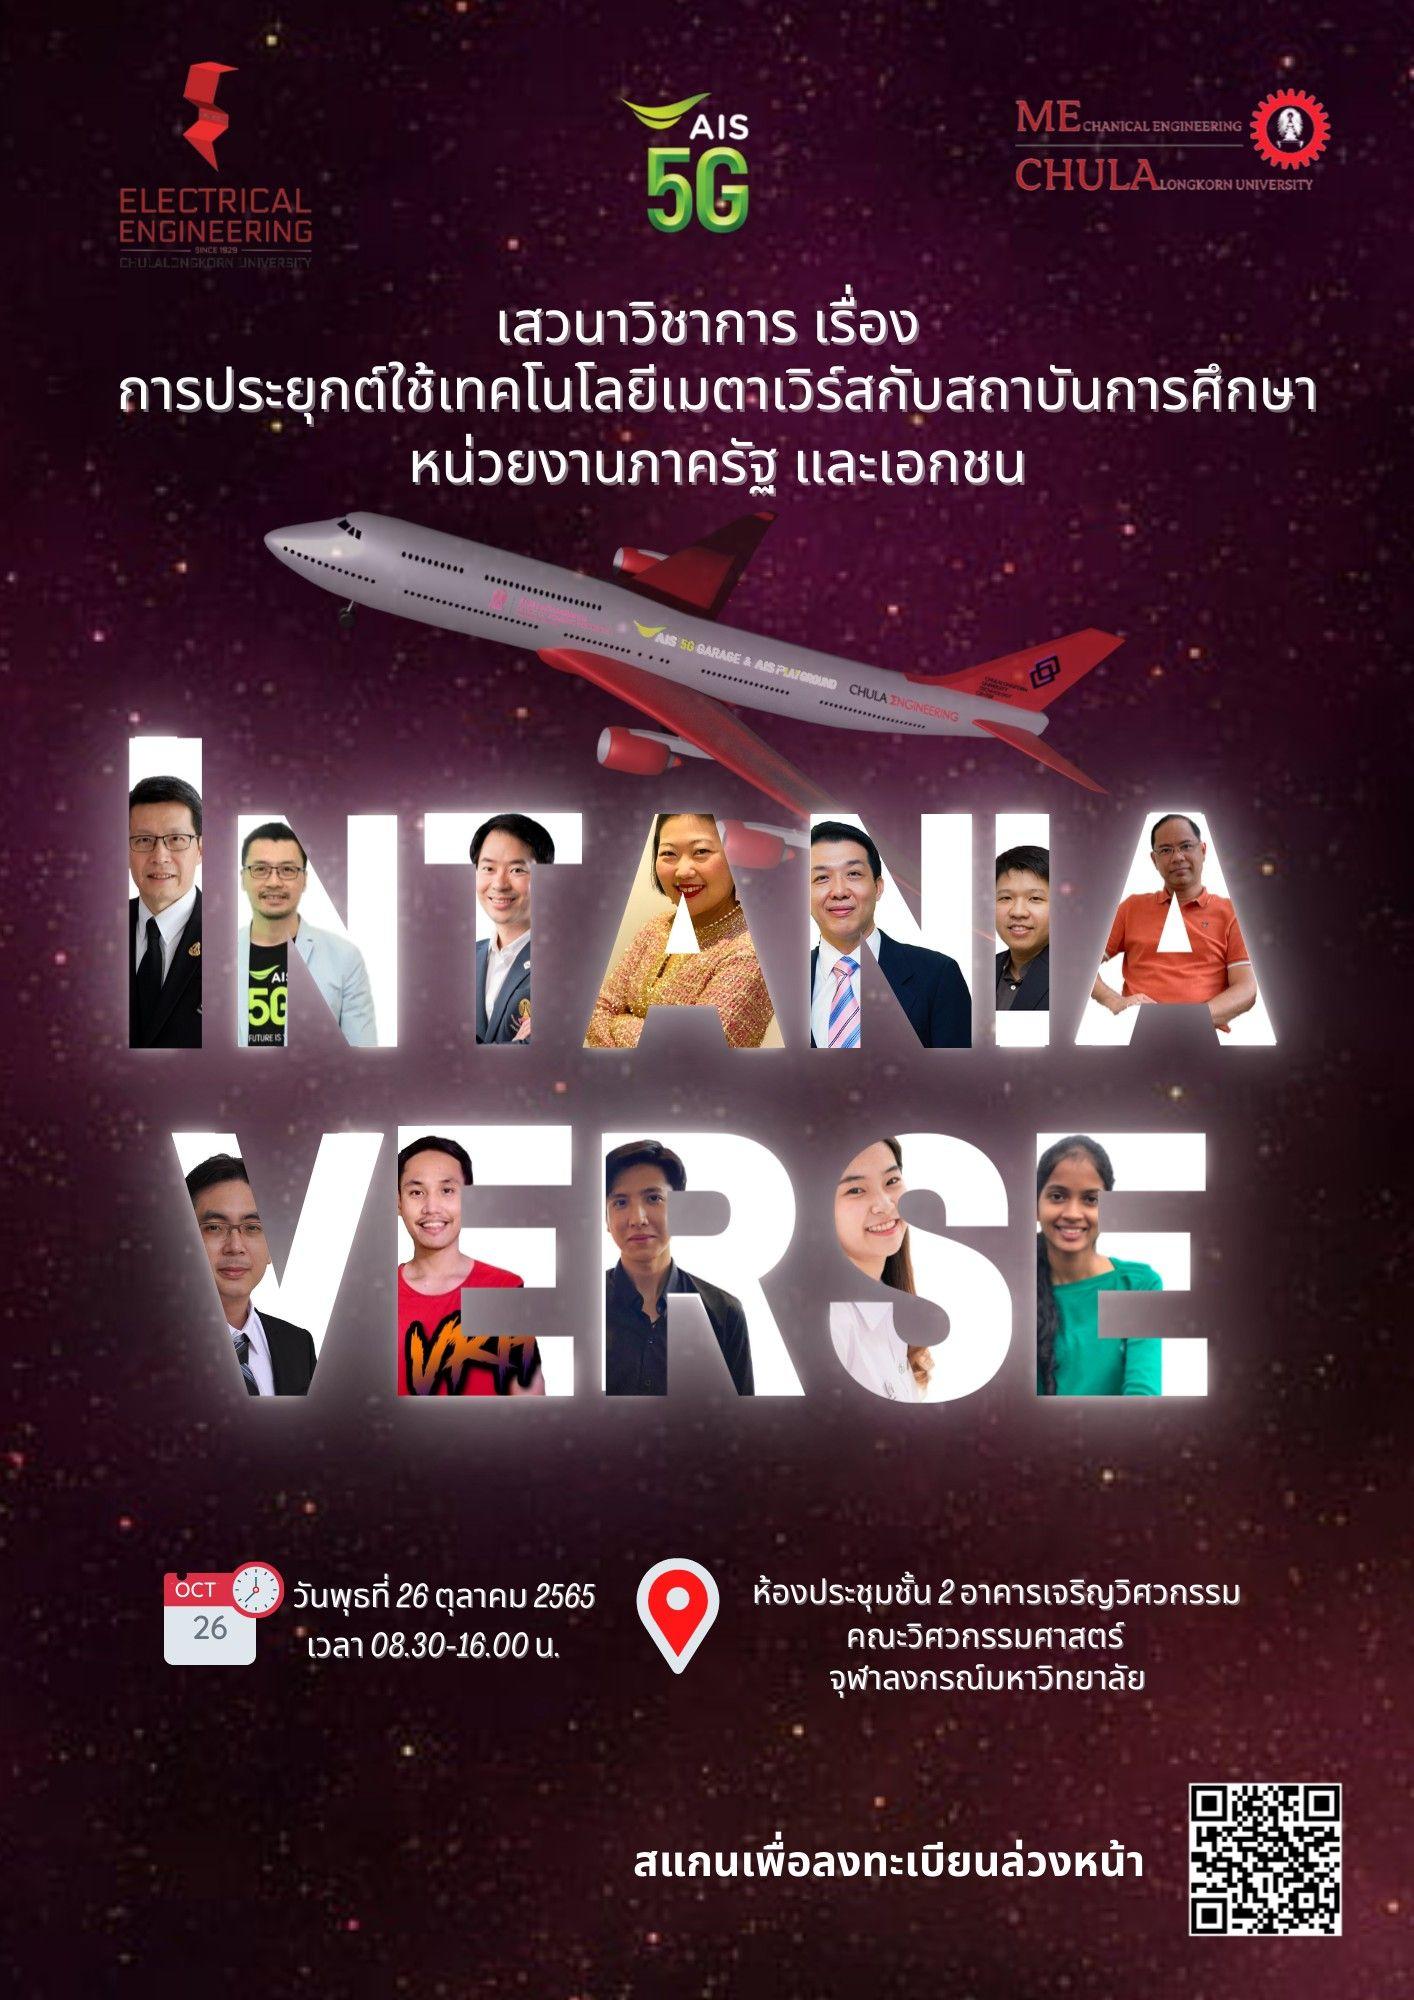 ELECTRICAL
ENGINEERING
SINCE 1929
CHULALONGKORN UNIVERSITY
AIS
5G
MECHANICAL ENGINEERING
CHULALONGKORN UNIVERSITY
เสวนาวิชาการ เรื่อง
การประยุกต์ใช้เทคโนโลยีเมตาเวิร์สกับสถาบันการศึกษา
หน่วยงานภาครัฐ และเอกชน
AIS 5G GARAGE & AIS PLAYGROUND
CHULA ENGINEERING
INTANIA
AIS
5G
FUTURE IS
VERSE
OCT
26
วันพุธที่ 26 ตุลาคม 2565
เวลา 08.30-16.00 น.
ห้องประชุมชั้น 2 อาคารเจริญวิศวกรรม
คณะวิศวกรรมศาสตร์
จุฬาลงกรณ์มหาวิทยาลัย
สแกนเพื่อลงทะเบียนล่วงหน้า